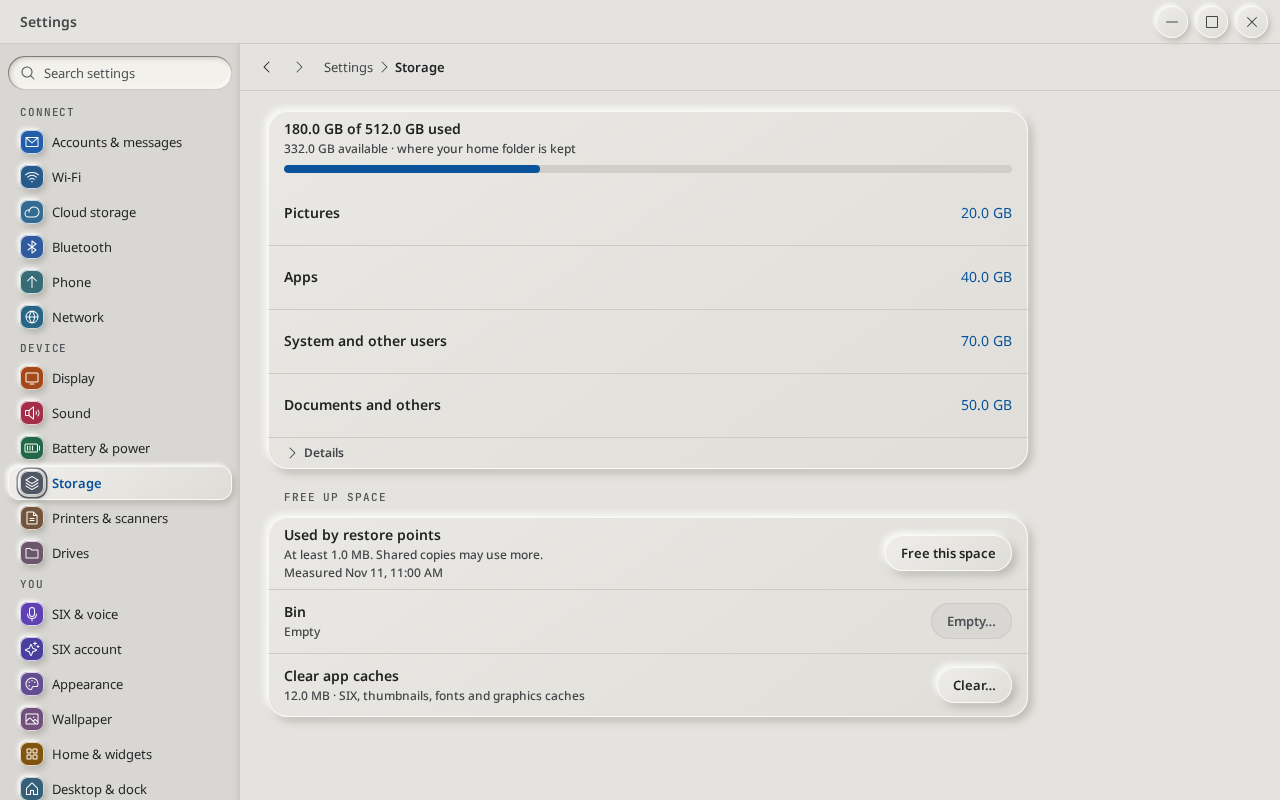 Settings
Search settings
CONNECT
Accounts & messages
Wi-Fi
Cloud storage
Bluetooth
Phone
Network
DEVICE
Display
Sound
Battery & power
Storage
Printers & scanners
Drives
YOU
SIX & voice
SIX account
Appearance
Wallpaper
Home & widgets
Desktop & dock
Settings Storage
180.0 GB of 512.0 GB used
332.0 GB available · where your home folder is kept
Pictures 20.0 GB
Apps 40.0 GB
System and other users 70.0 GB
Documents and others 50.0 GB
Details
FREE UP SPACE
Used by restore points
At least 1.0 MB. Shared copies may use more.
Measured Nov 11, 11:00 AM
Free this space
Bin
Empty
Empty...
Clear app caches
12.0 MB · SIX, thumbnails, fonts and graphics caches
Clear...